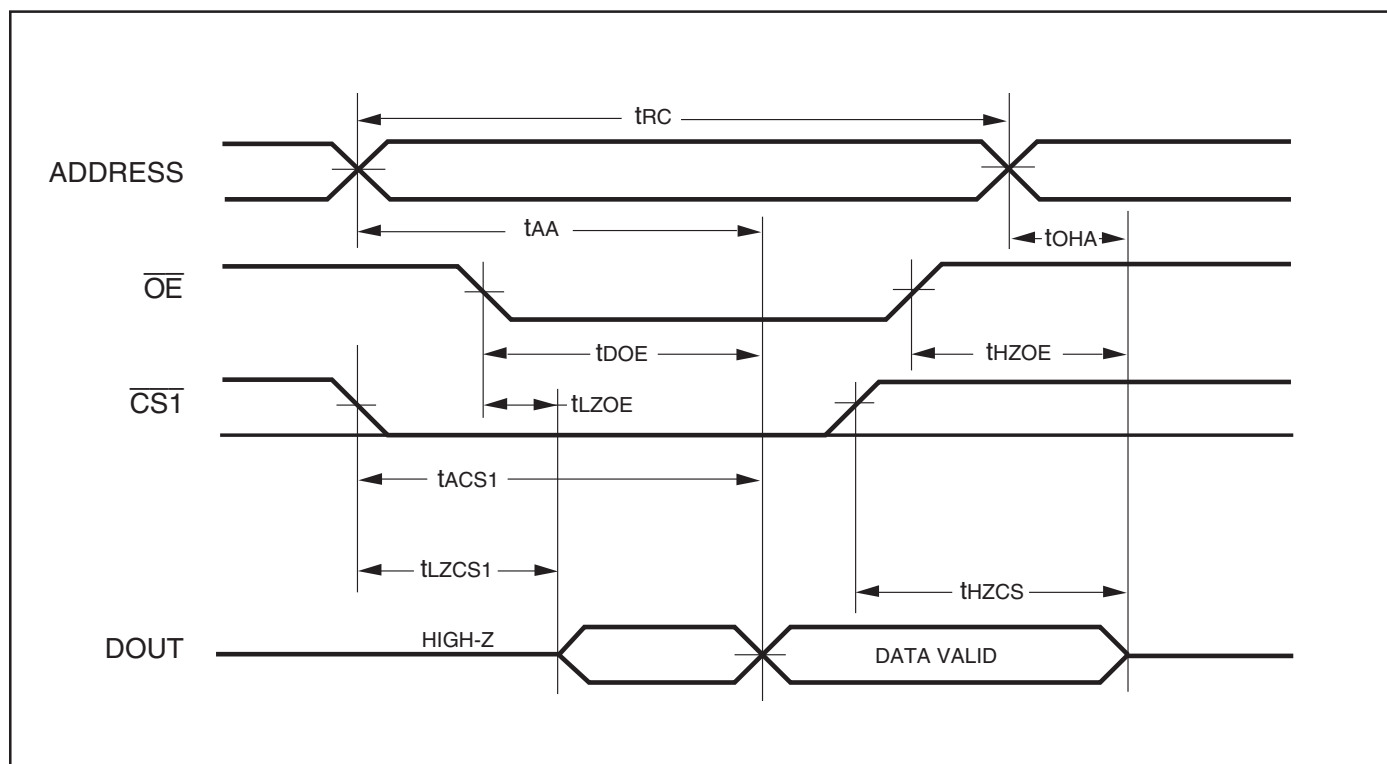 tRC
ADDRESS
tAA
tOHA
OE
tDOE
tHZOE
CS1
tLZOE
tACS1
tLZCS1
tHZCS
DOUT
HIGH-Z
DATA VALID